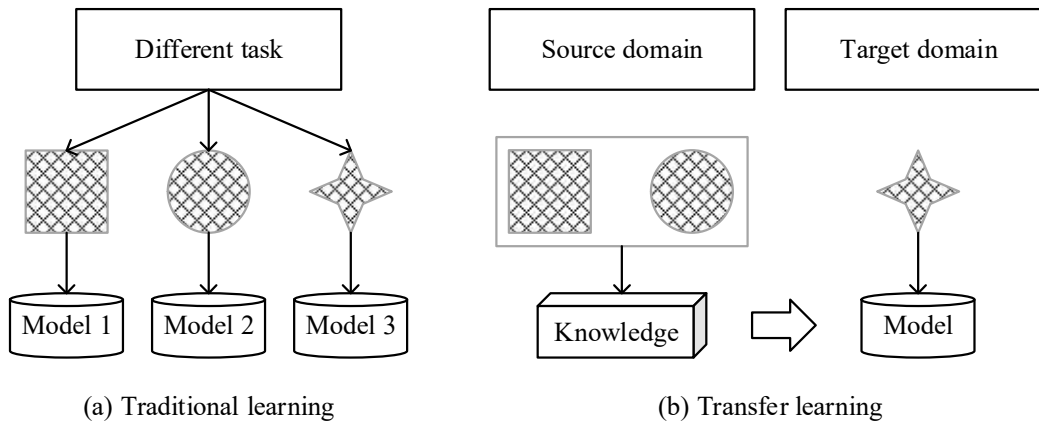 Different task
Source domain
Target domain
Model 1
Model 2
Model 3
Knowledge
Model
(a) Traditional learning
(b) Transfer learning